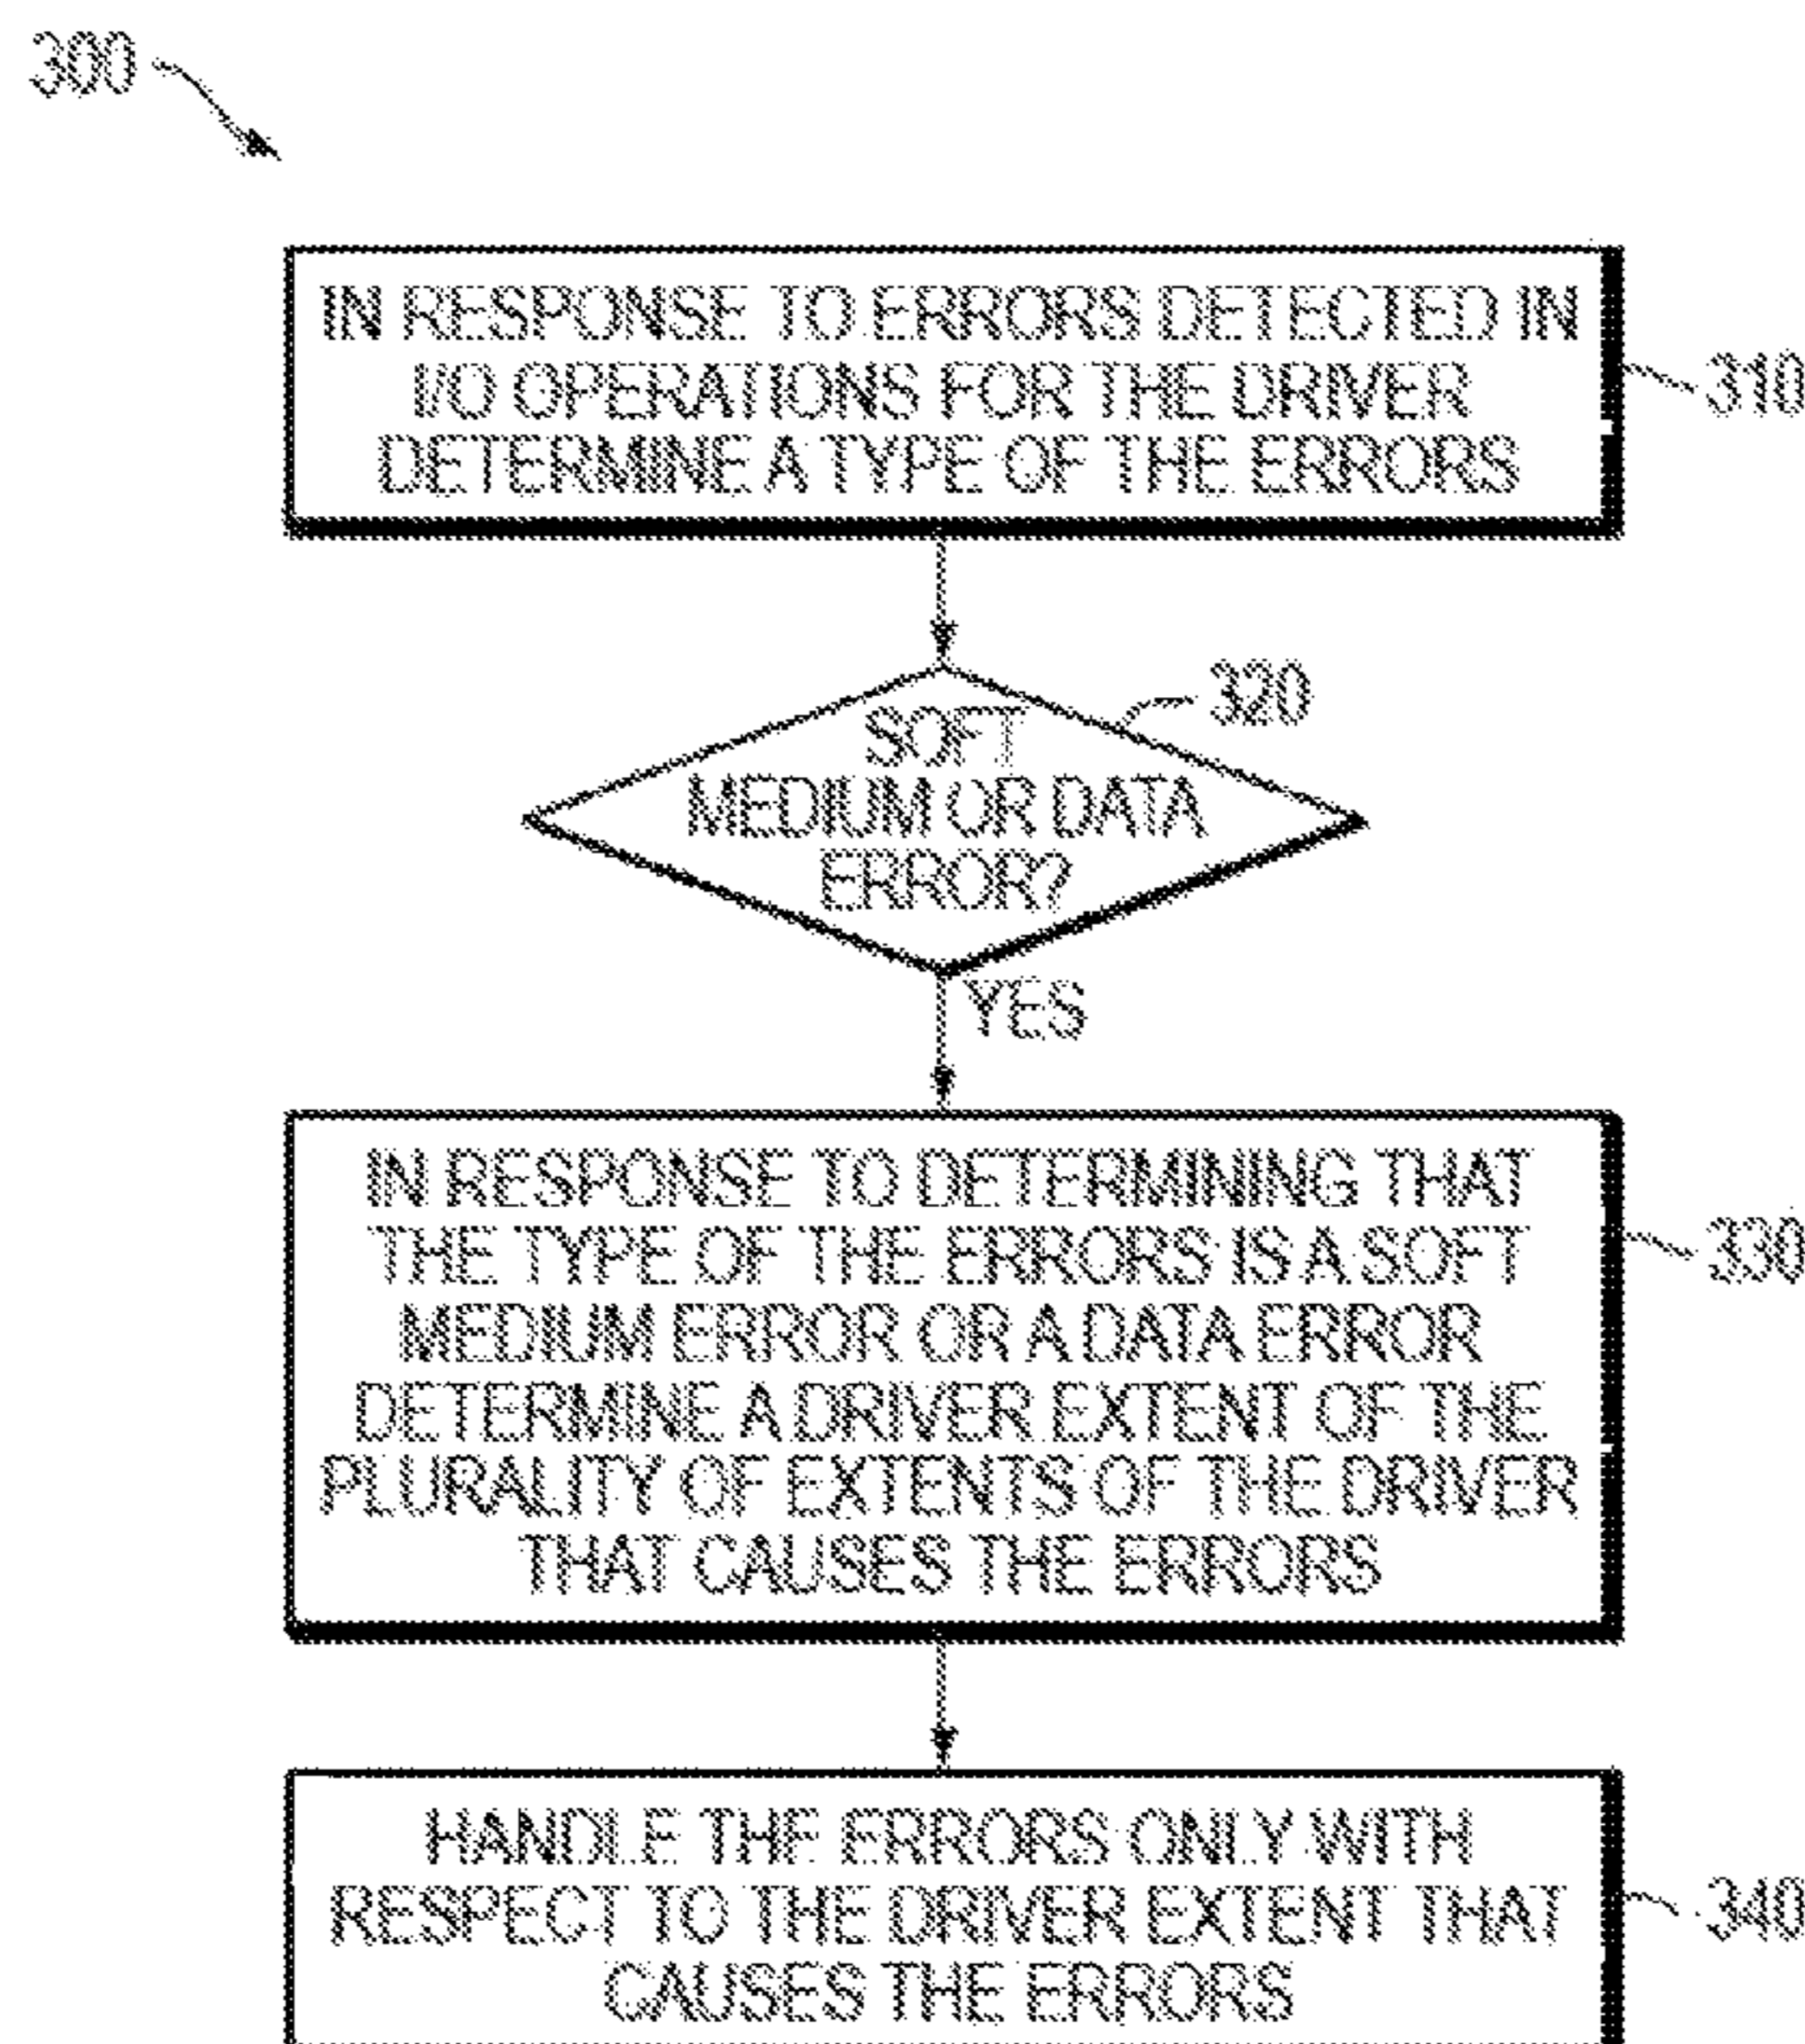 300
IN RESPONSE TO ERRORS DETECTED IN
I/O OPERATIONS FOR THE DRIVER
DETERMINE A TYPE OF THE ERRORS
310
320
SOFT
MEDIUM OR DATA
ERROR?
YES
IN RESPONSE TO DETERMINING THAT
THE TYPE OF THE ERRORS IS A SOFT
MEDIUM ERROR OR A DATA ERROR
DETERMINE A DRIVER EXTENT OF THE
PLURALITY OF EXTENTS OF THE DRIVER
THAT CAUSES THE ERRORS
330
HANDLE THE ERRORS ONLY WITH
RESPECT TO THE DRIVER EXTENT THAT
CAUSES THE ERRORS
340